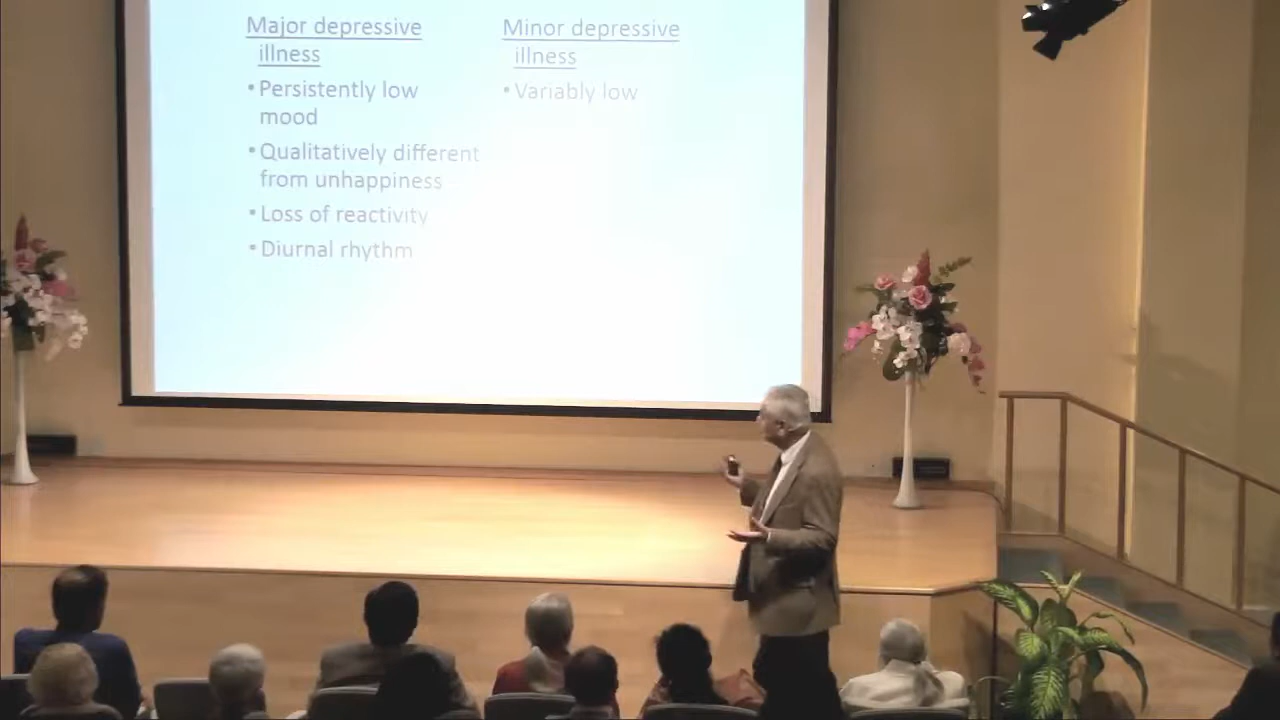 Major depressive
illness
• Persistently low
mood
• Qualitatively different
from unhappiness
• Loss of reactivity
• Diurnal rhythm
Minor depressive
illness
• Variably low